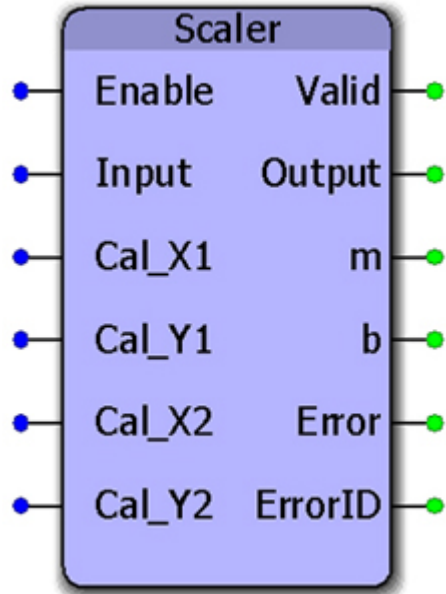 Scaler
Enable Valid
Input Output
Cal_X1 m
Cal_Y1 b
Cal_X2 Error
Cal_Y2 ErrorID